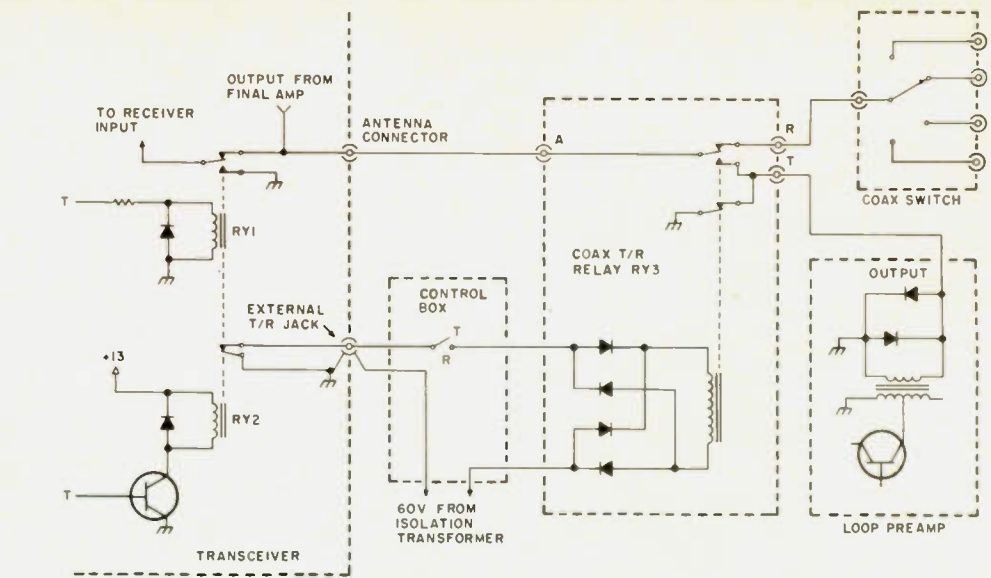 OUTPUT FROM
FINAL AMP
TO RECEIVER
INPUT
ANTENNA
CONNECTOR
A
R
T
COAX SWITCH
T
RY1
COAX T/R
RELAY RY3
OUTPUT
EXTERNAL
T/R JACK
CONTROL
BOX
T
R
+13
RY2
T
60V FROM
ISOLATION
TRANSFORMER
LOOP PREAMP
TRANSCEIVER